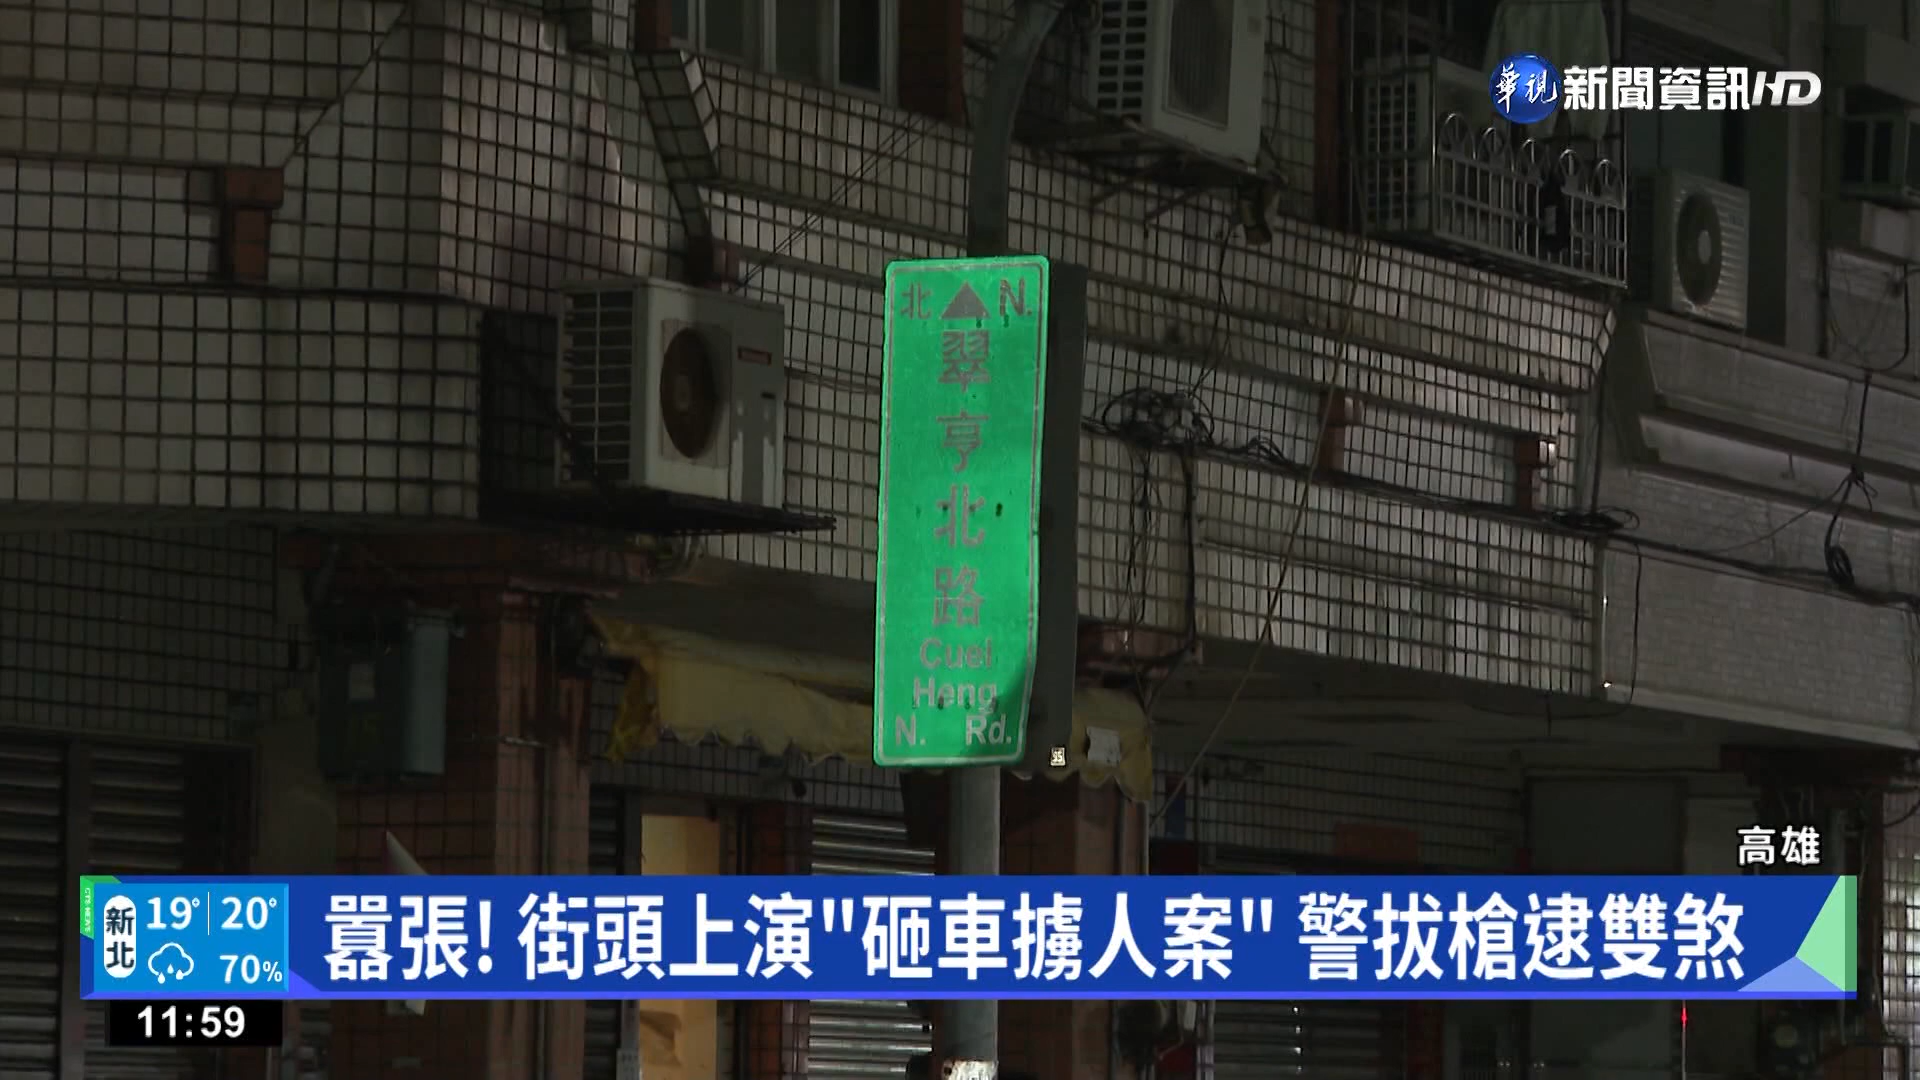 華視新聞資訊HD
北▲N.
翠亨北路
Cuei
Heng
N. Rd.
35
高雄
新北
19° 20°
70%
囂張! 街頭上演"砸車擄人案" 警拔槍逮雙煞
11:59